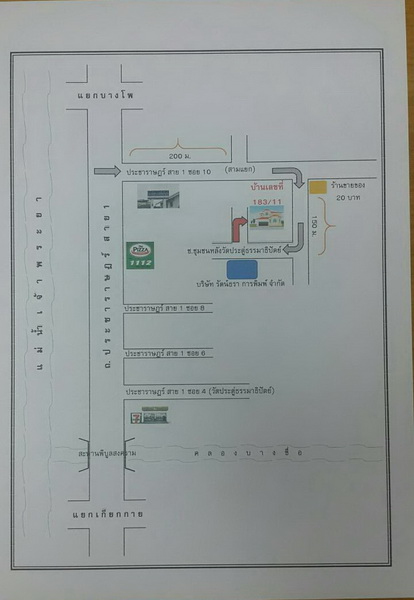 แยกบางโพ
200 ม.
ประชาราษฎร์ สาย 1 ซอย 10
(สามแยก)
บ้านเลขที่
183/11
ร้านขายของ
20 บาท
150 ม.
ซ.ชุมชนหลังวัดประดู่ธรรมาธิปัตย์
PIZZA
1112
บริษัท รัตน์ธรา การพิมพ์ จำกัด
แม่น้ำเจ้าพระยา
ถ.ประชาราษฎร์ สาย 1
ประชาราษฎร์ สาย 1 ซอย 8
ประชาราษฎร์ สาย 1 ซอย 6
ประชาราษฎร์ สาย 1 ซอย 4 (วัดประดู่ธรรมาธิปัตย์)
7
สะพานพิบูลสงคราม
คลองบางซื่อ
แยกเกียกกาย